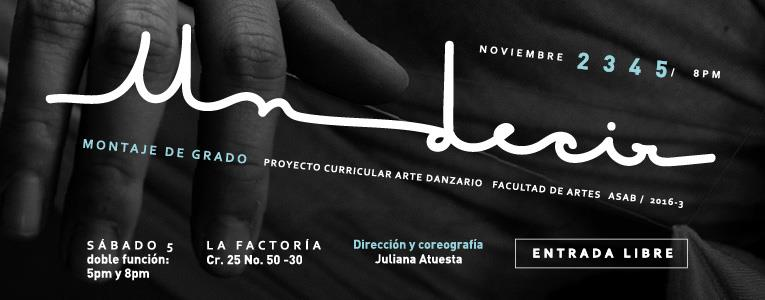 NOVIEMBRE 2 3 4 5 / 8PM
Un decir
MONTAJE DE GRADO PROYECTO CURRICULAR ARTE DANZARIO FACULTAD DE ARTES ASAB / 2016-3
SÁBADO 5
doble función:
5pm y 8pm
LA FACTORÍA
Cr. 25 No. 50 -30
Dirección y coreografía
Juliana Atuesta
ENTRADA LIBRE